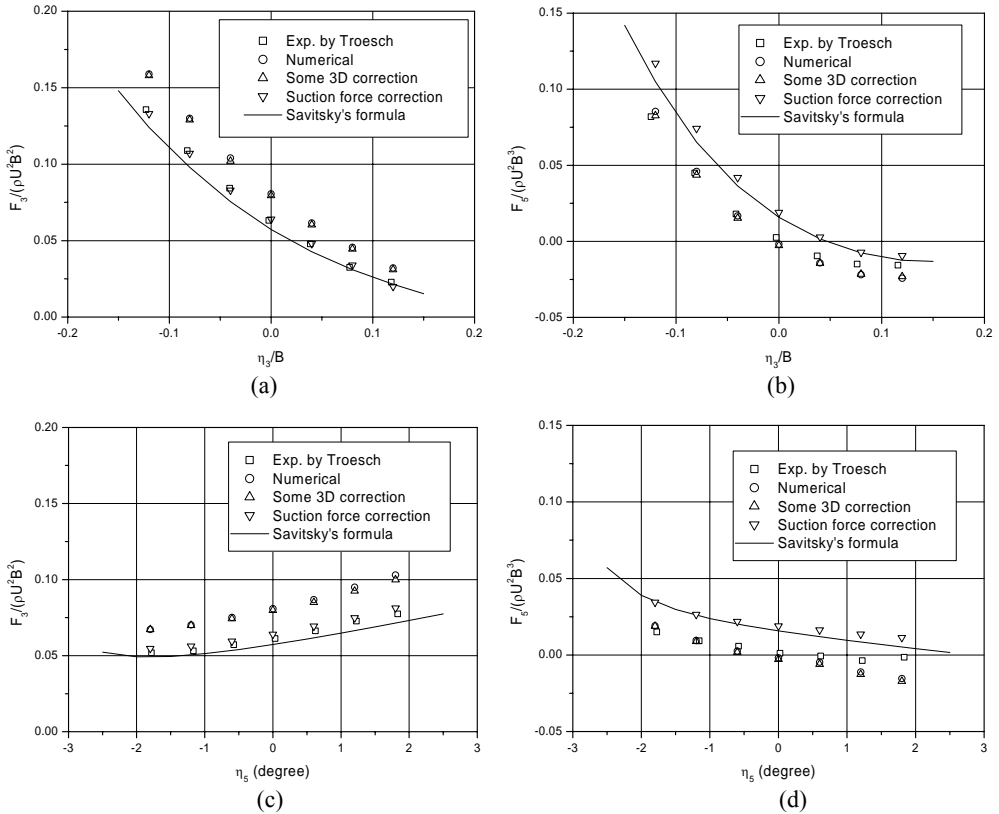 0.20
0.15
0.10
0.05
0.00
-0.2
-0.1
0.0
0.1
0.2
F₃/(ρU²B²)
η₃/B
Exp. by Troesch
Numerical
Some 3D correction
Suction force correction
Savitsky's formula
(a)
0.15
0.10
0.05
0.00
-0.05
-0.2
-0.1
0.0
0.1
0.2
F₅/(ρU²B³)
η₃/B
Exp. by Troesch
Numerical
Some 3D correction
Suction force correction
Savitsky's formula
(b)
0.20
0.15
0.10
0.05
0.00
-3
-2
-1
0
1
2
3
F₃/(ρU²B²)
η₅ (degree)
Exp. by Troesch
Numerical
Some 3D correction
Suction force correction
Savitsky's formula
(c)
0.15
0.10
0.05
0.00
-0.05
-3
-2
-1
0
1
2
3
F₅/(ρU²B³)
η₅ (degree)
Exp. by Troesch
Numerical
Some 3D correction
Suction force correction
Savitsky's formula
(d)